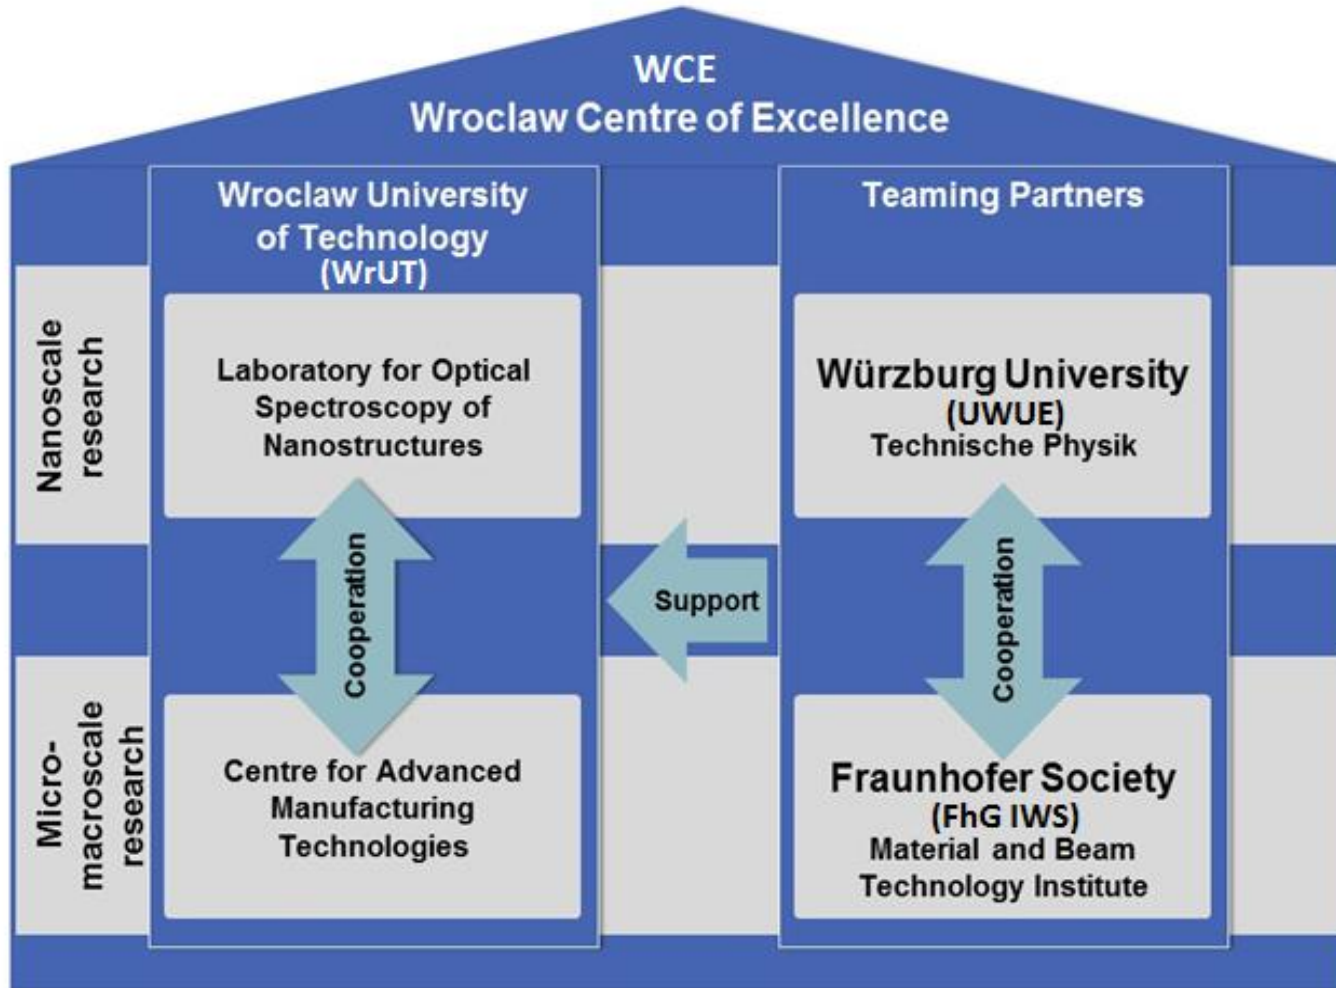 WCE
Wroclaw Centre of Excellence
Wroclaw University
of Technology
(WrUT)
Teaming Partners
Nanoscale
research
Laboratory for Optical
Spectroscopy of
Nanostructures
Würzburg University
(UWUE)
Technische Physik
Cooperation
Support
Cooperation
Micro-
macroscale
research
Centre for Advanced
Manufacturing
Technologies
Fraunhofer Society
(FhG IWS)
Material and Beam
Technology Institute